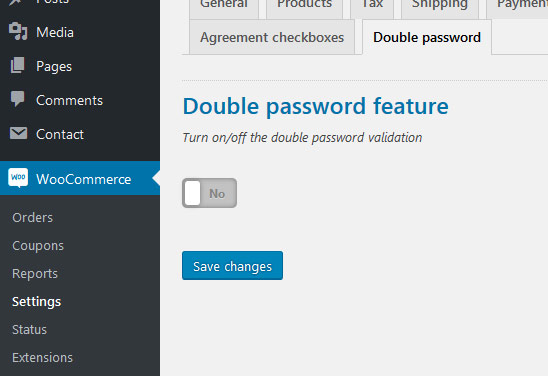 Posts
Media
Pages
Comments
Contact
WooCommerce
Orders
Coupons
Reports
Settings
Status
Extensions
General Products Tax Shipping
Agreement checkboxes Double password
Double password feature
Turn on/off the double password validation
No
Save changes